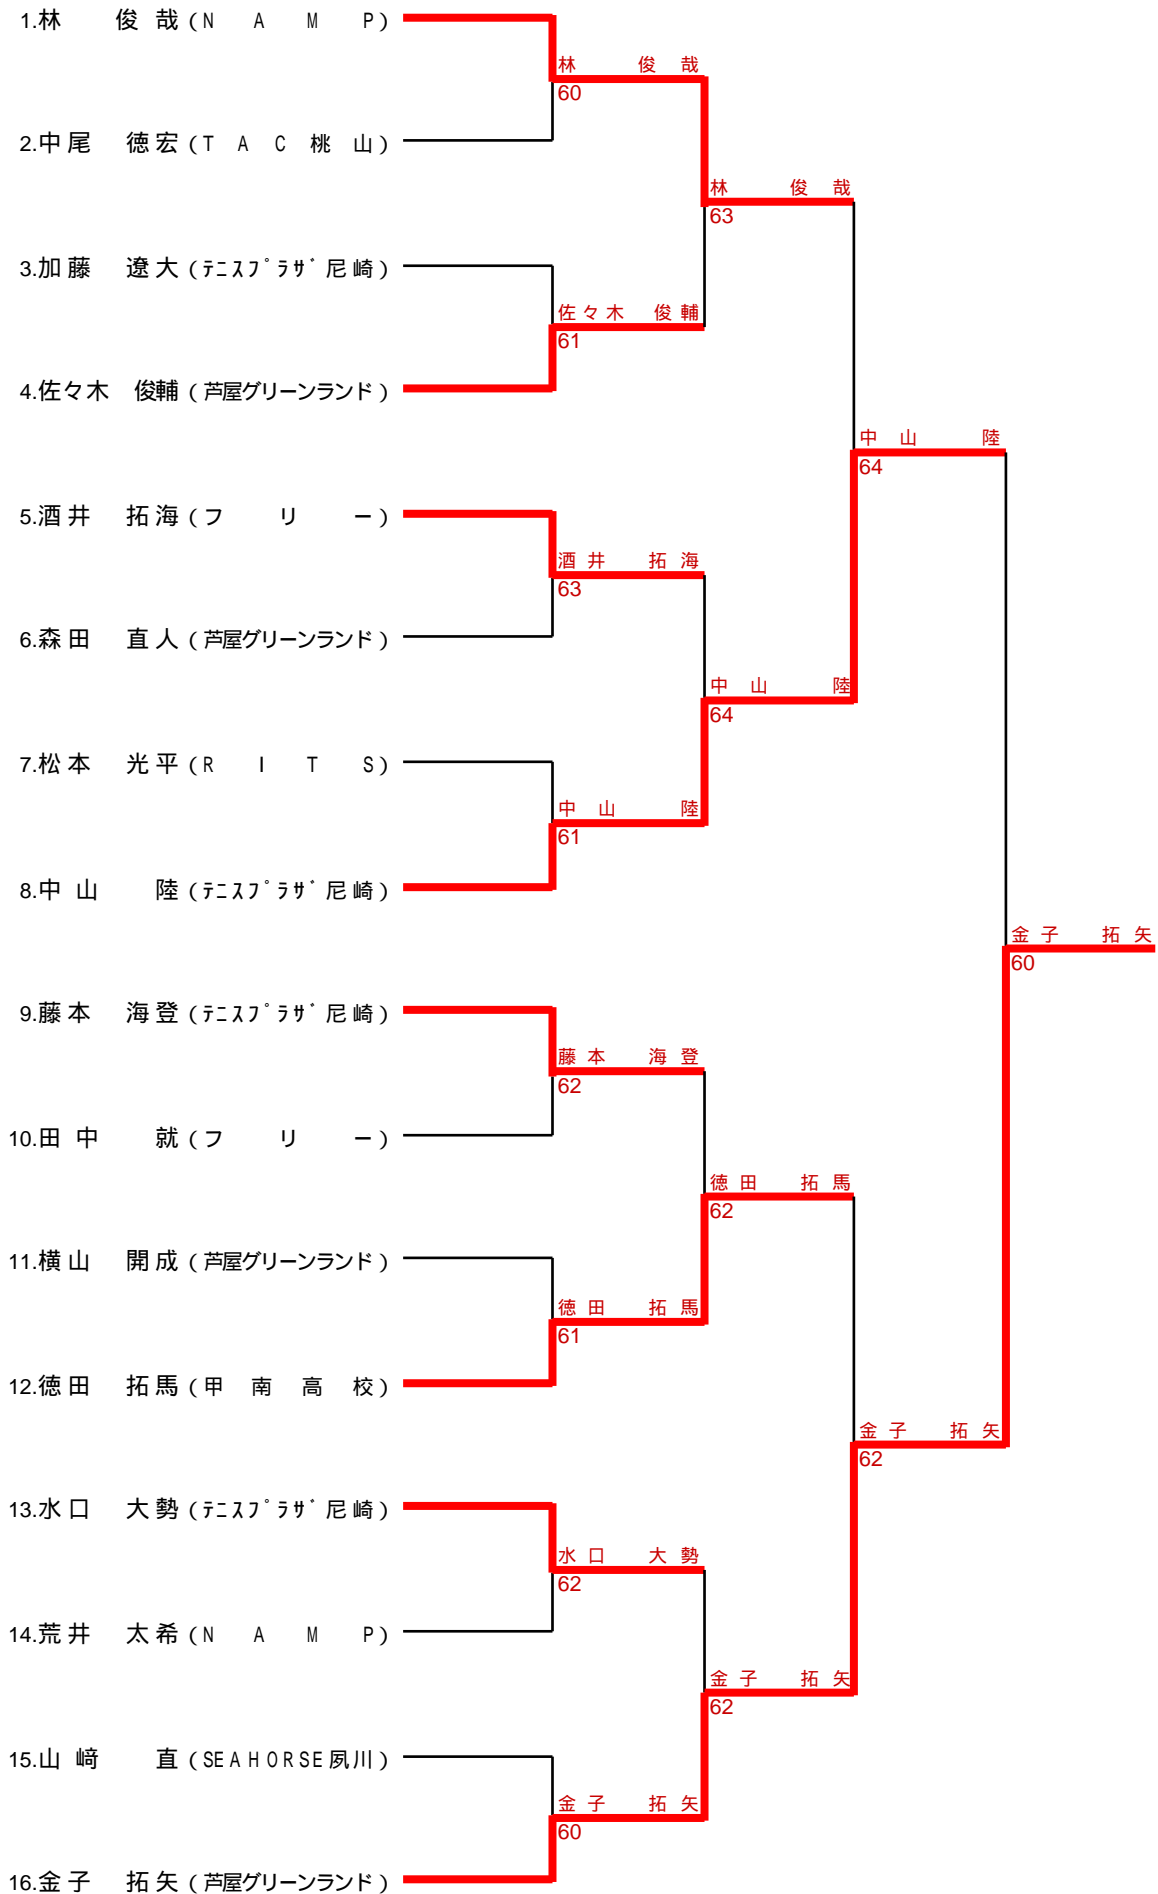 1.林 俊哉(NAMP)
林 俊哉
60
2.中尾 徳宏(TAC桃山)
林 俊哉
63
3.加藤 遼大(ﾃﾆｽﾌﾟﾗｻﾞ尼崎)
佐々木 俊輔
61
4.佐々木 俊輔(芦屋グリーンランド)
中山 陸
64
5.酒井 拓海(フリー)
酒井 拓海
63
6.森田 直人(芦屋グリーンランド)
中山 陸
64
7.松本 光平(RITS)
中山 陸
61
8.中山 陸(ﾃﾆｽﾌﾟﾗｻﾞ尼崎)
金子 拓矢
60
9.藤本 海登(ﾃﾆｽﾌﾟﾗｻﾞ尼崎)
藤本 海登
62
10.田中 就(フリー)
徳田 拓馬
62
11.横山 開成(芦屋グリーンランド)
徳田 拓馬
61
12.徳田 拓馬(甲南高校)
金子 拓矢
62
13.水口 大勢(ﾃﾆｽﾌﾟﾗｻﾞ尼崎)
水口 大勢
62
14.荒井 太希(NAMP)
金子 拓矢
62
15.山﨑 直(SEAHORSE夙川)
金子 拓矢
60
16.金子 拓矢(芦屋グリーンランド)